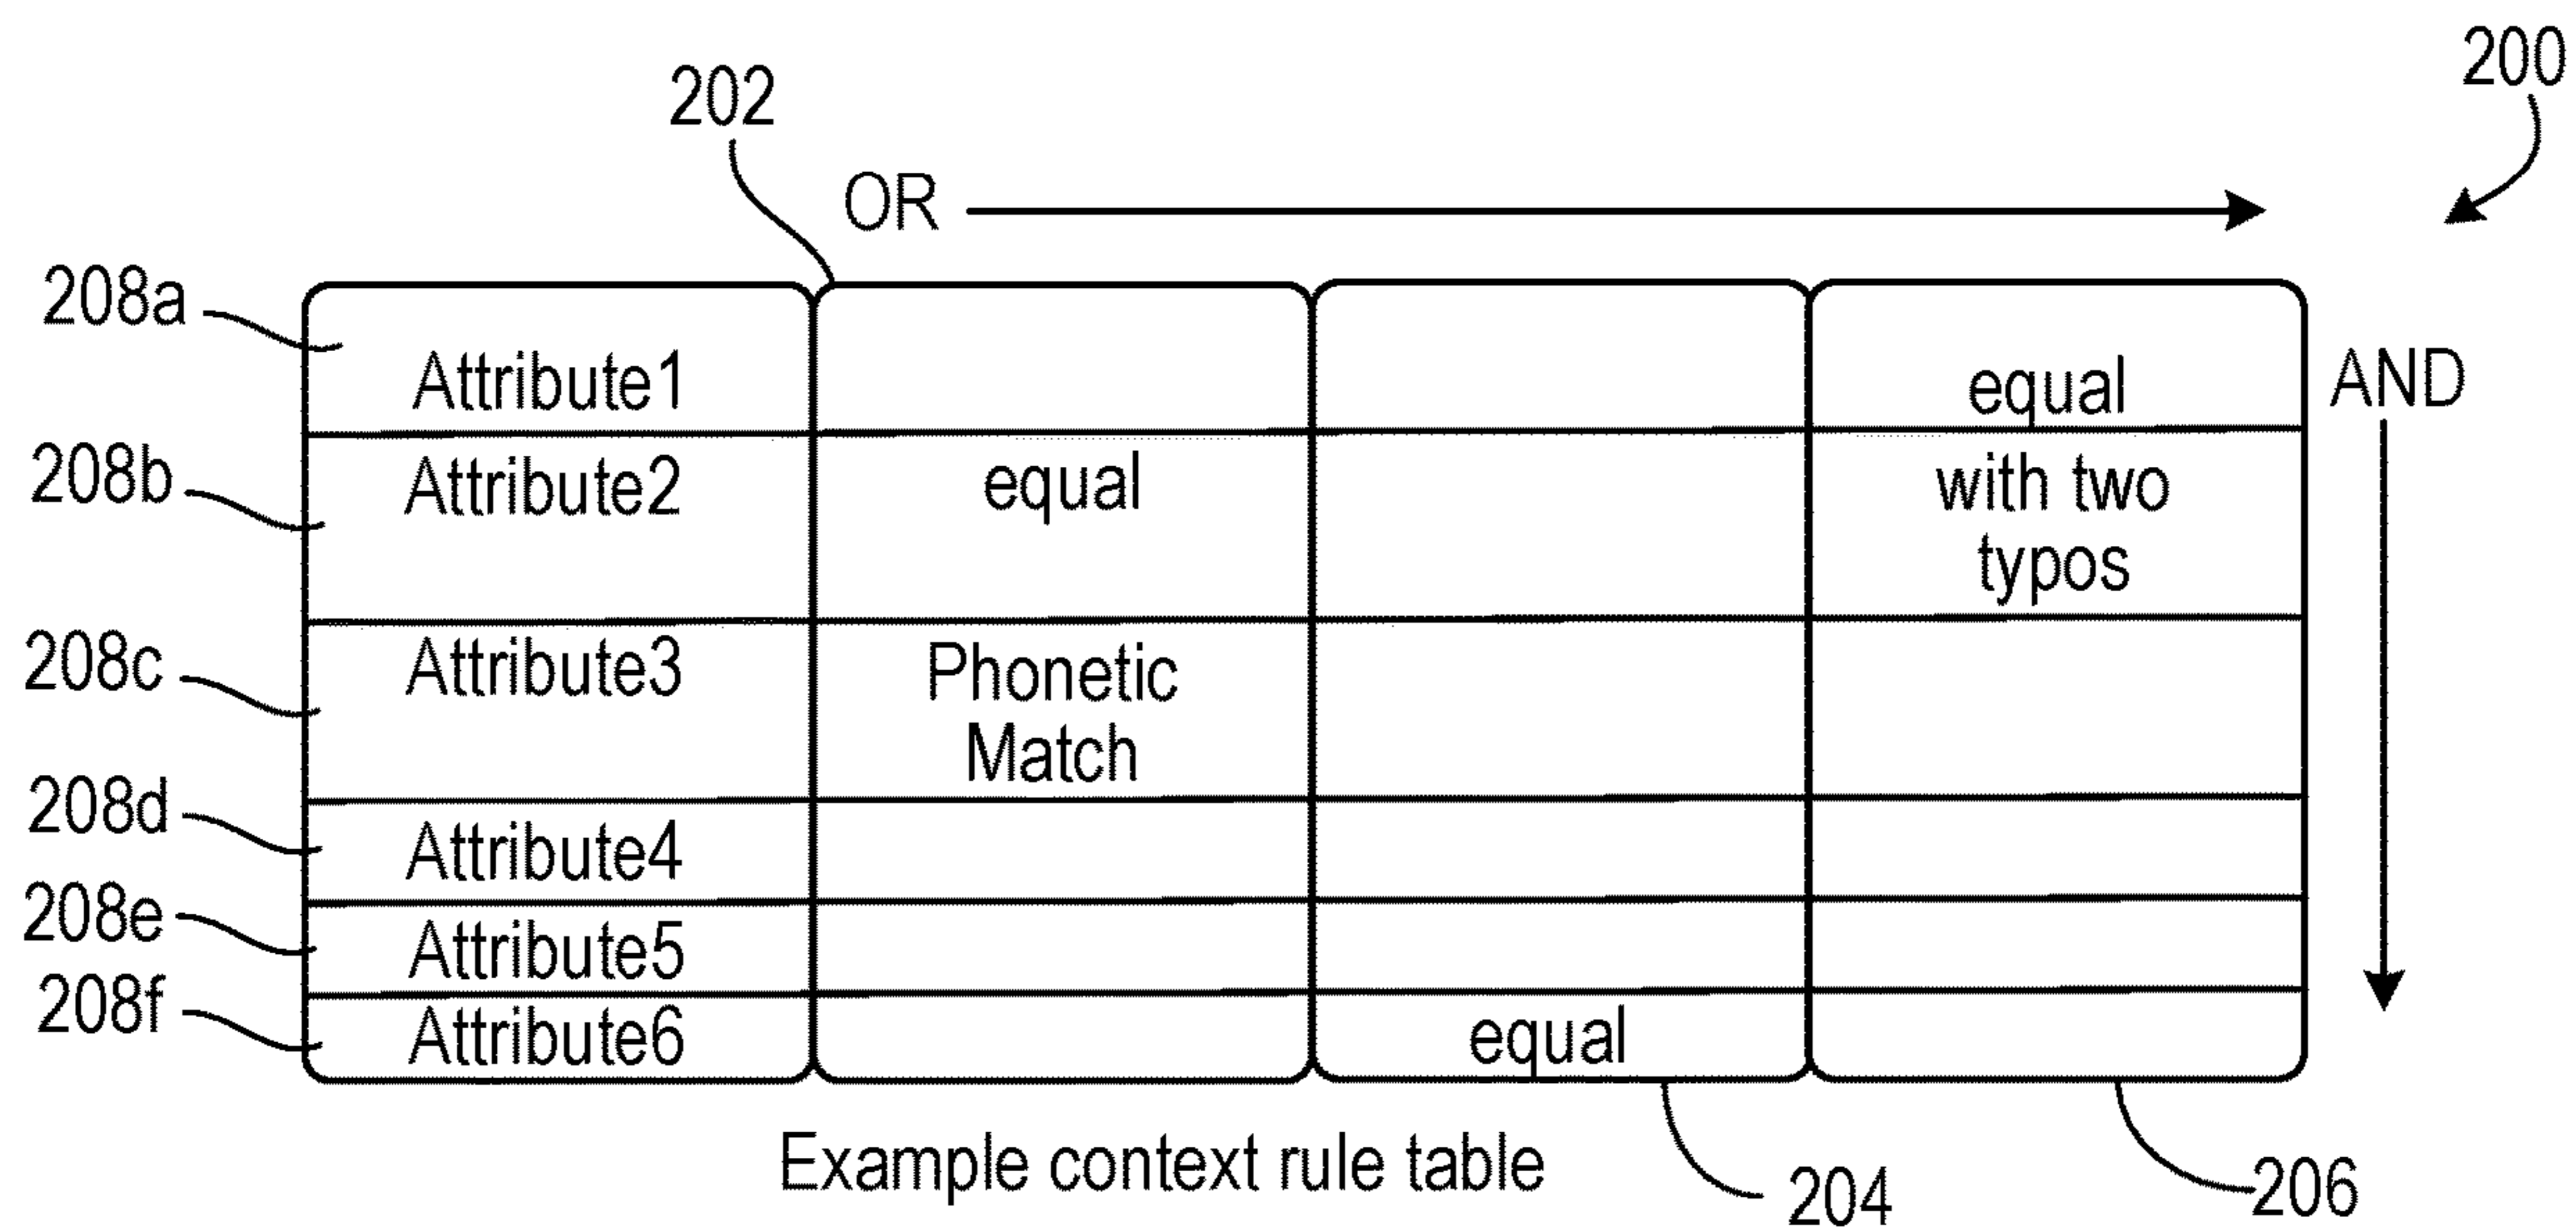 200
202
OR
208a
Attribute1 equal AND
208b
Attribute2 equal with two
typos
208c
Attribute3 Phonetic
Match
208d
Attribute4
208e
Attribute5
208f
Attribute6 equal
Example context rule table
204
206